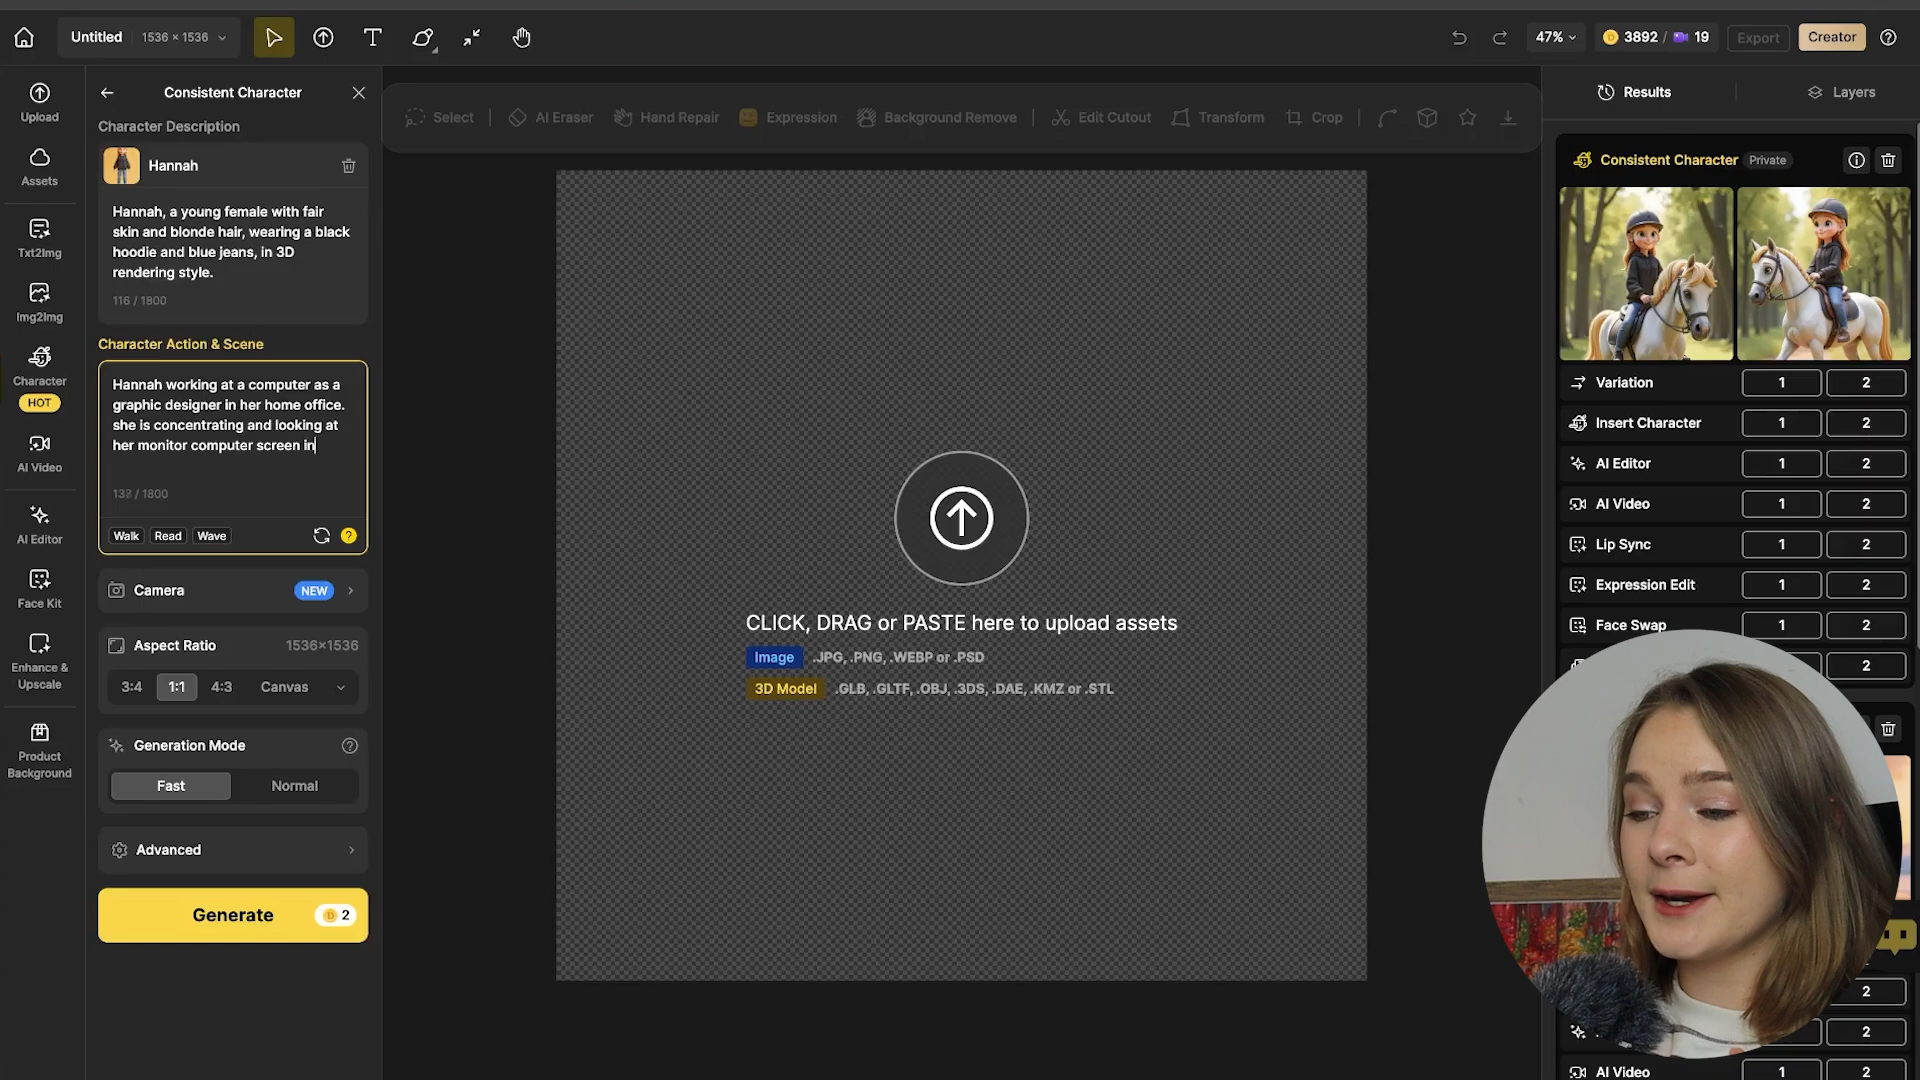 Untitled
1536 × 1536
47%
3892 / 19
Export
Creator
Upload
Assets
Txt2Img
Img2Img
Character
HOT
AI Video
AI Editor
Face Kit
Enhance &
Upscale
Product
Background
Consistent Character
Character Description
Hannah
Hannah, a young female with fair
skin and blonde hair, wearing a black
hoodie and blue jeans, in 3D
rendering style.
116 / 1800
Character Action & Scene
Hannah working at a computer as a
graphic designer in her home office.
she is concentrating and looking at
her monitor computer screen in
/ 1800
Walk Read Wave
?
Camera NEW
Aspect Ratio 1536×1536
3:4 1:1 4:3 Canvas
Generation Mode
Fast Normal
Advanced
Generate 2
Select AI Eraser Hand Repair Expression Background Remove Edit Cutout Transform Crop
CLICK, DRAG or PASTE here to upload assets
Image .JPG, .PNG, .WEBP or .PSD
3D Model .GLB, .GLTF, .OBJ, .3DS, .DAE, .KMZ or .STL
Results Layers
Consistent Character Private
Variation 1 2
Insert Character 1 2
AI Editor 1 2
AI Video 1 2
Lip Sync 1 2
Expression Edit 1 2
Face Swap 1 2
2
2
2
AI Video 1 2